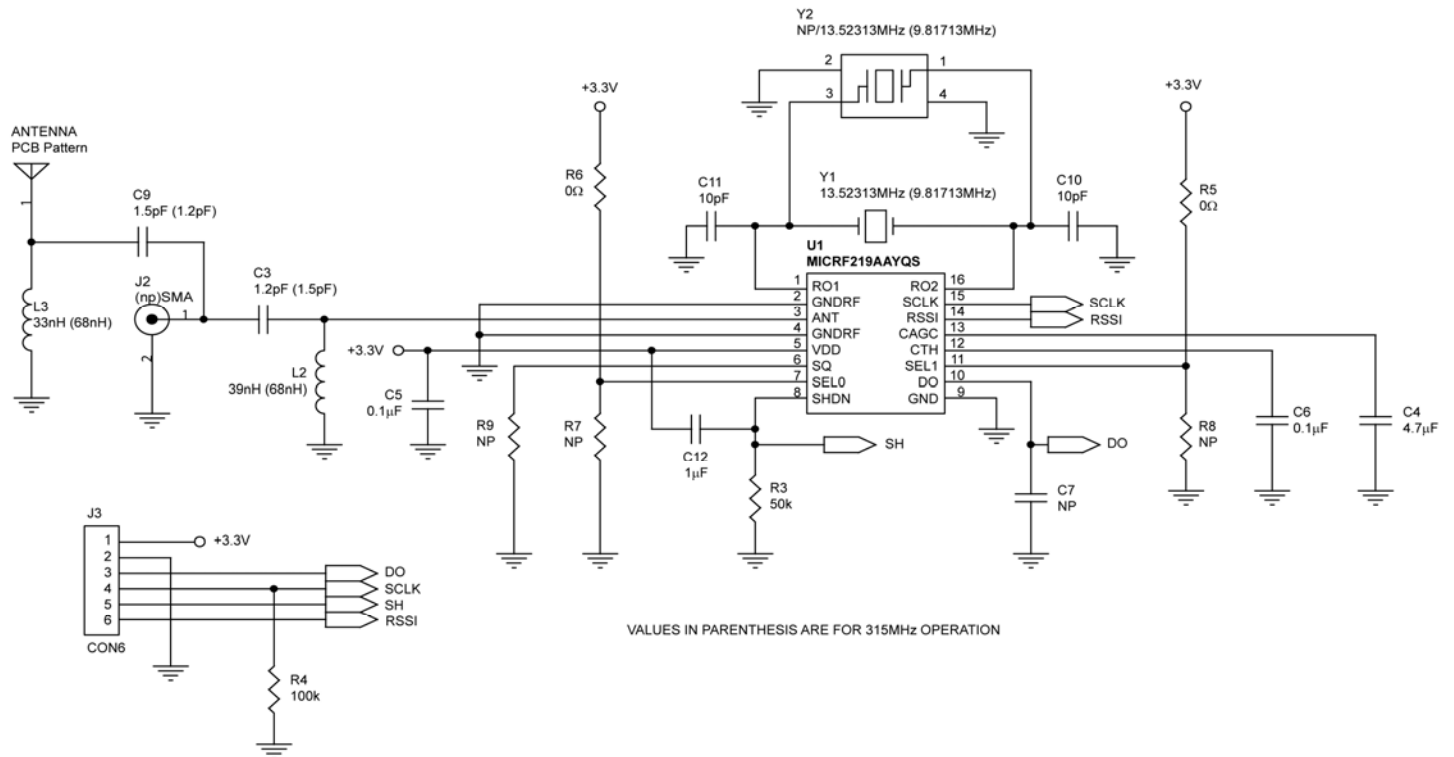 Y2
NP/13.52313MHz (9.81713MHz)
2
1
3
4
+3.3V
+3.3V
ANTENNA
PCB Pattern
1
C9
1.5pF (1.2pF)
R6
0Ω
C11
10pF
Y1
13.52313MHz (9.81713MHz)
C10
10pF
R5
0Ω
L3
33nH (68nH)
J2
(np)SMA
1
2
C3
1.2pF (1.5pF)
L2
39nH (68nH)
U1
MICRF219AAYQS
1 RO1
2 GNDRF
3 ANT
4 GNDRF
5 VDD
6 SQ
7 SEL0
8 SHDN
RO2 16
SCLK 15
RSSI 14
CAGC 13
CTH 12
SEL1 11
DO 10
GND 9
SCLK
RSSI
+3.3V
C5
0.1µF
R9
NP
R7
NP
C12
1µF
SH
R3
50k
DO
C7
NP
R8
NP
C6
0.1µF
C4
4.7µF
J3
1
2
3
4
5
6
CON6
+3.3V
DO
SCLK
SH
RSSI
R4
100k
VALUES IN PARENTHESIS ARE FOR 315MHz OPERATION